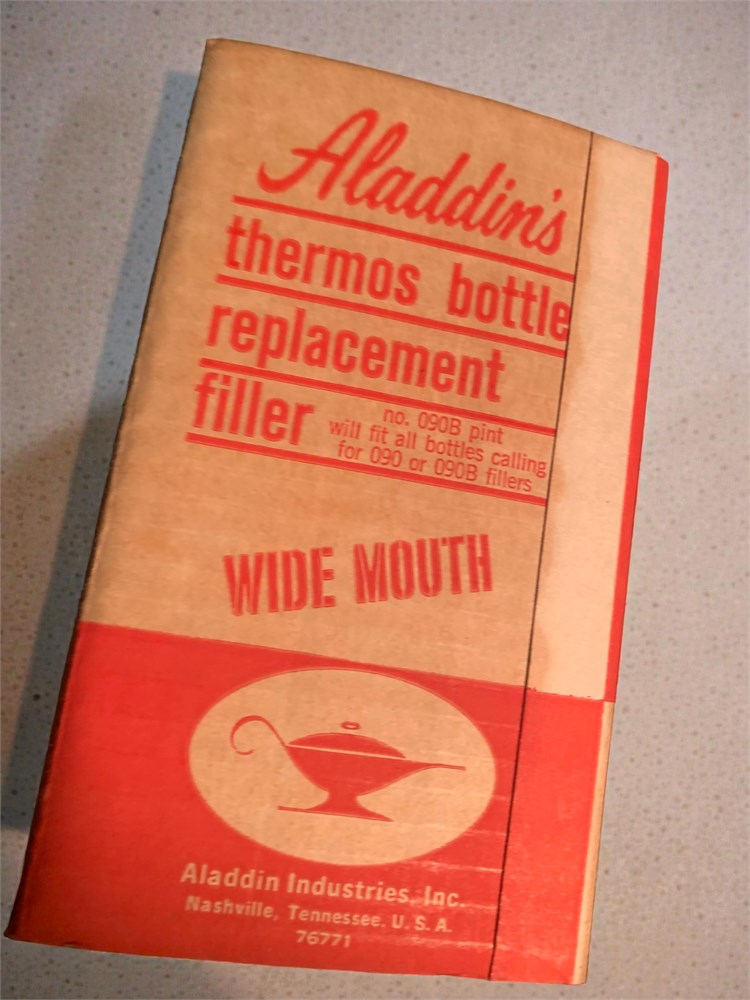 Aladdin's
thermos bottle
replacement
filler
no. 090B pint
will fit all bottles calling
for 090 or 090B fillers
WIDE MOUTH
Aladdin Industries, Inc.
Nashville, Tennessee. U. S. A.
76771